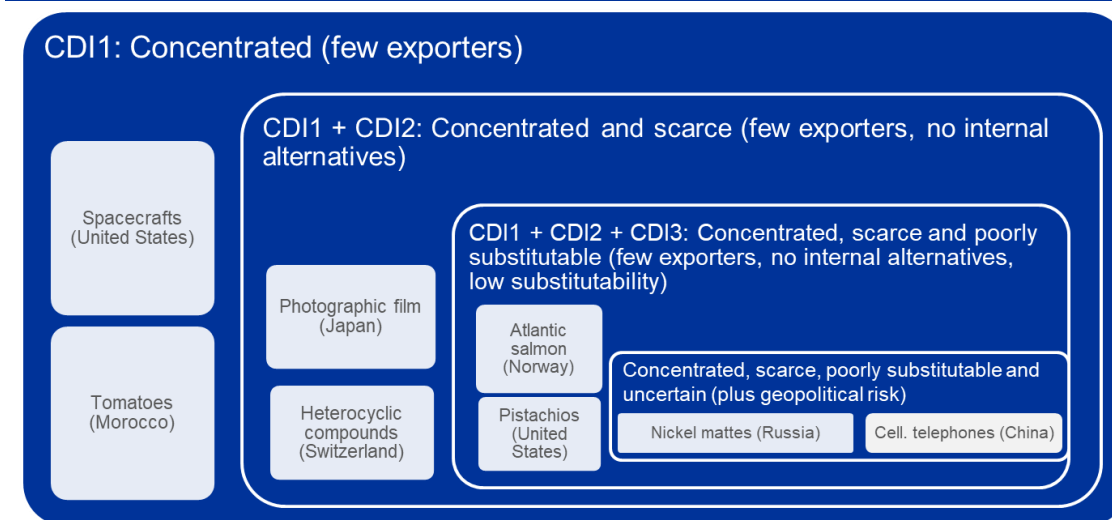 CDI1: Concentrated (few exporters)
CDI1 + CDI2: Concentrated and scarce (few exporters, no internal
alternatives)
Spacecrafts
(United States)
CDI1 + CDI2 + CDI3: Concentrated, scarce and poorly
substitutable (few exporters, no internal alternatives,
low substitutability)
Photographic film
(Japan)
Atlantic
salmon
(Norway)
Concentrated, scarce, poorly substitutable and
uncertain (plus geopolitical risk)
Tomatoes
(Morocco)
Heterocyclic
compounds
(Switzerland)
Pistachios
(United
States)
Nickel mattes (Russia)
Cell. telephones (China)